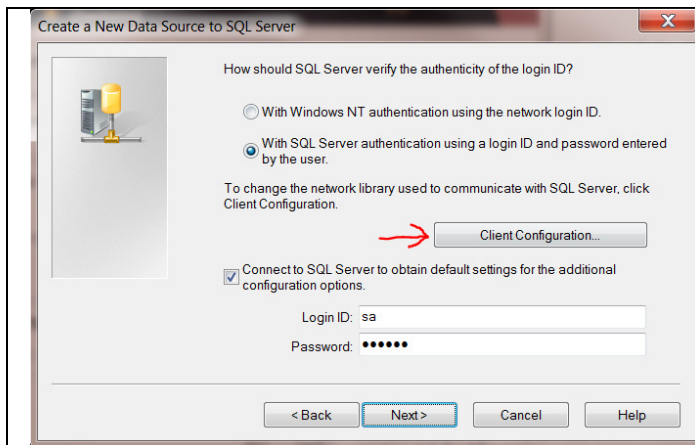 Create a New Data Source to SQL Server
How should SQL Server verify the authenticity of the login ID?
With Windows NT authentication using the network login ID.
With SQL Server authentication using a login ID and password entered
by the user.
To change the network library used to communicate with SQL Server, click
Client Configuration.
Client Configuration...
Connect to SQL Server to obtain default settings for the additional
configuration options.
Login ID: sa
Password: ••••••
< Back Next > Cancel Help